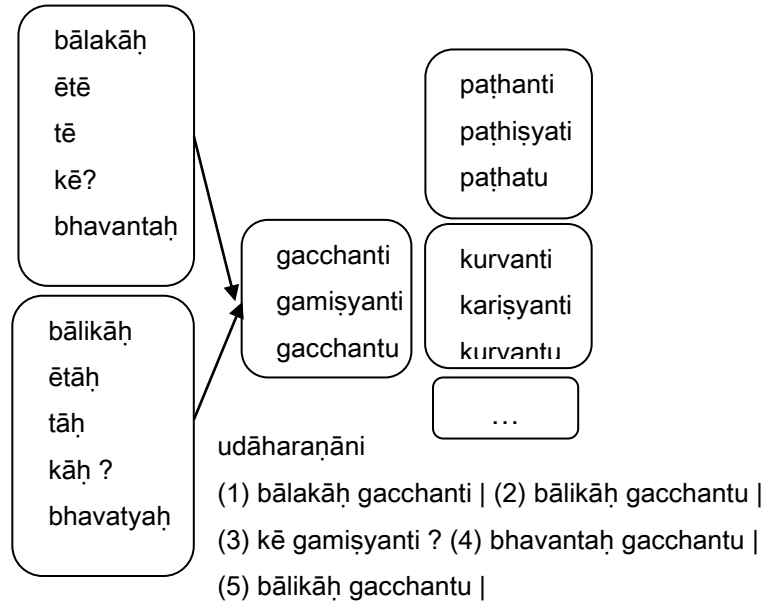 bālakāḥ
ētē
tē
kē?
bhavantaḥ
bālikāḥ
ētāḥ
tāḥ
kāḥ ?
bhavatyaḥ
gacchanti
gamiṣyanti
gacchantu
paṭhanti
paṭhiṣyati
paṭhatu
kurvanti
kariṣyanti
kurvantu
…
udāharaṇāni
(1) bālakāḥ gacchanti | (2) bālikāḥ gacchantu |
(3) kē gamiṣyanti ? (4) bhavantaḥ gacchantu |
(5) bālikāḥ gacchantu |